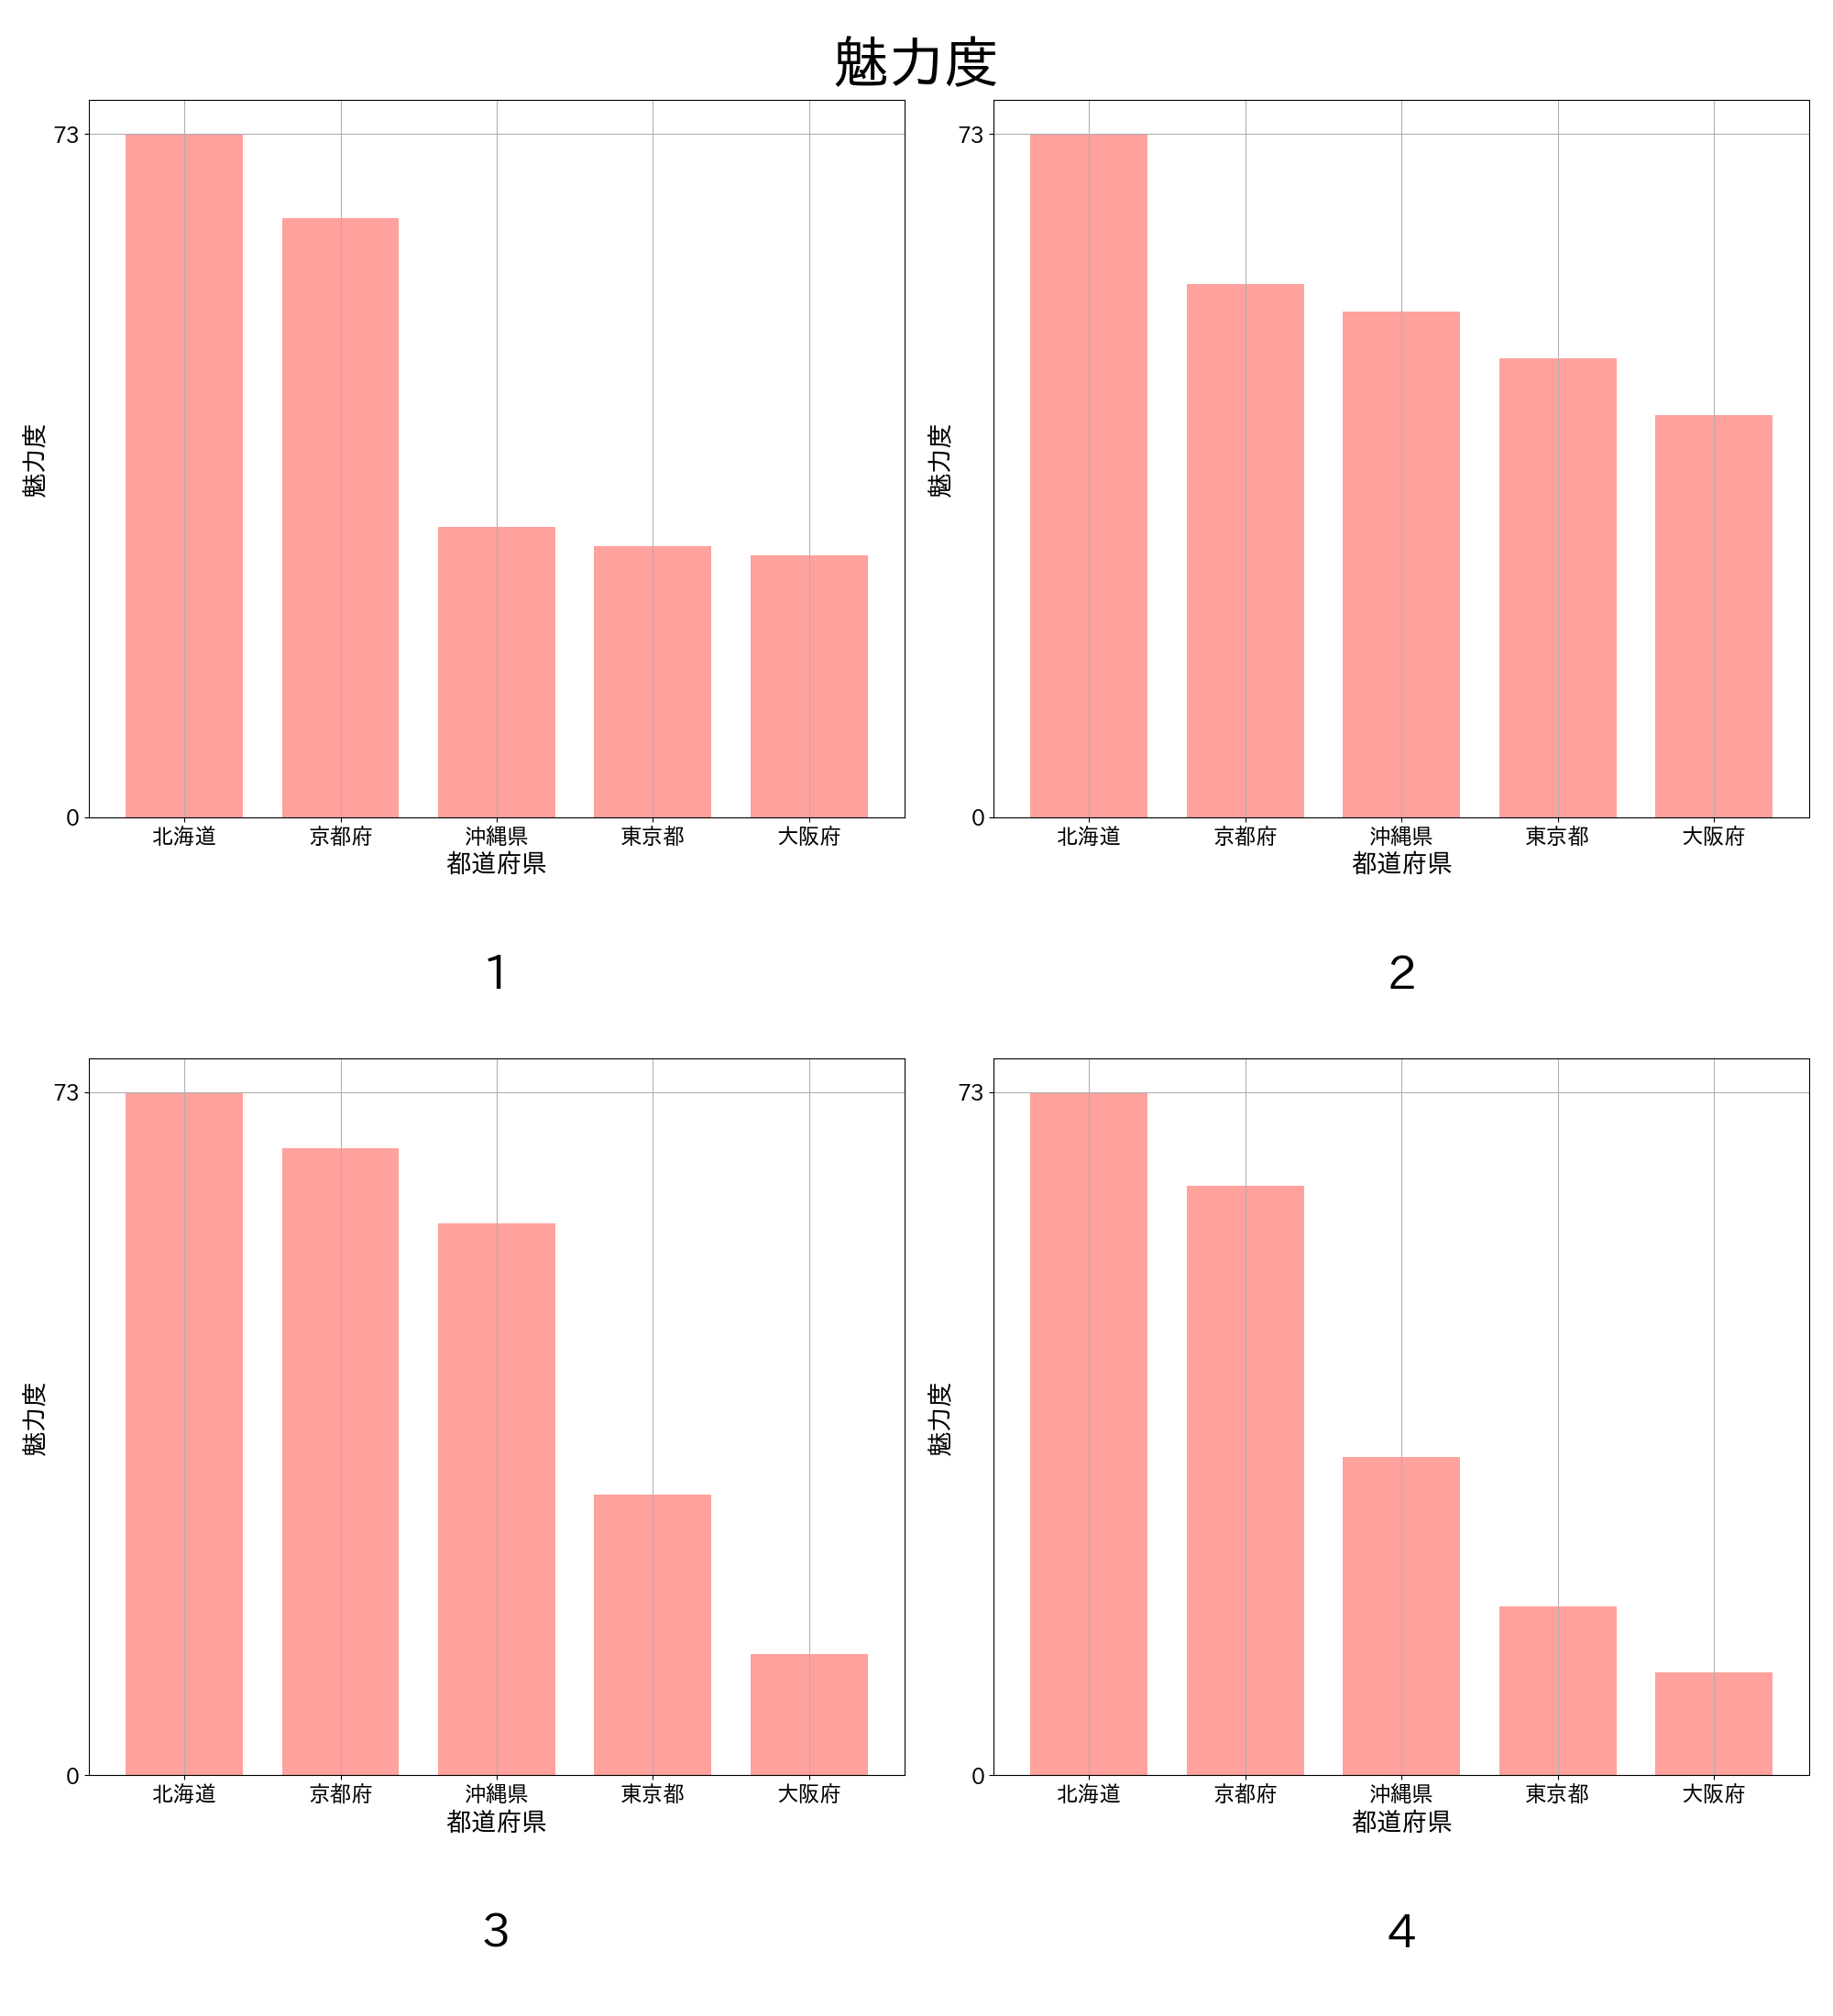 魅力度
73
0
魅力度
北海道 京都府 沖縄県 東京都 大阪府
都道府県
1
73
0
魅力度
北海道 京都府 沖縄県 東京都 大阪府
都道府県
2
73
0
魅力度
北海道 京都府 沖縄県 東京都 大阪府
都道府県
3
73
0
魅力度
北海道 京都府 沖縄県 東京都 大阪府
都道府県
4